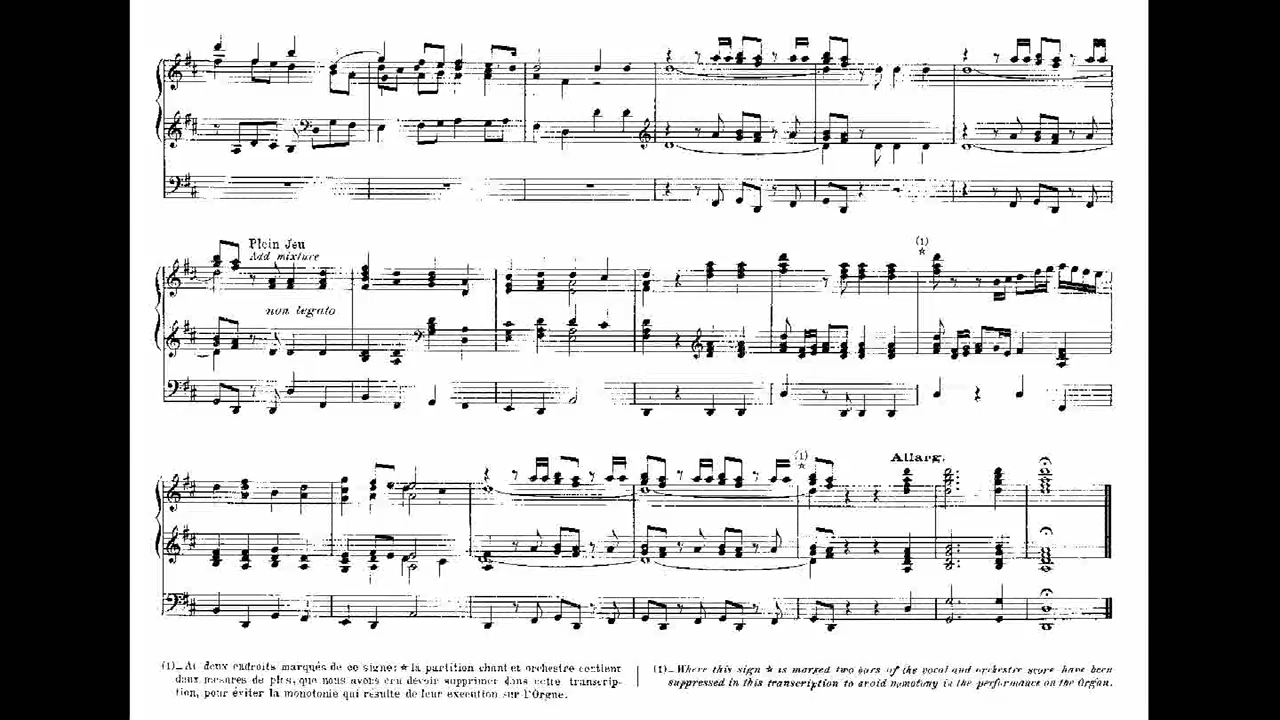 Plein Jeu
Add mixture
non legato
(1)
(1)
Allarg.
(1)_ At deux endroits marqués de ce signe: ★ la partition chant et orchestre contient
deux mesures de plus, que nous avons cru devoir supprimer dans cette transcrip-
tion, pour éviter la monotonie qui résulte de leur execution sur l'Orgue.
(1)_ Where this sign ★ is marked two bars of the vocal and orchestre score have been
suppressed in this transcription to avoid monotony in the performance on the Organ.